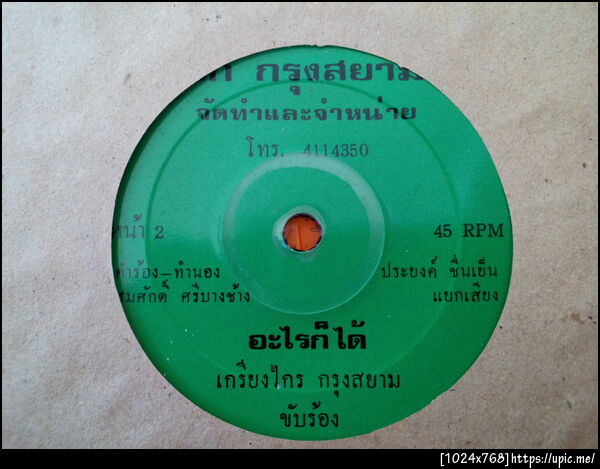 กรุงสยาม
จัดทำและจำหน่าย
โทร. 4114350
หน้า 2
45 RPM
คำร้อง-ทำนอง
ประยงค์ ชื่นเย็น
สมศักดิ์ ศรีบางช้าง
แยกเสียง
อะไรก็ได้
เกรียงไกร กรุงสยาม
ขับร้อง
[1024x768]https://upic.me/